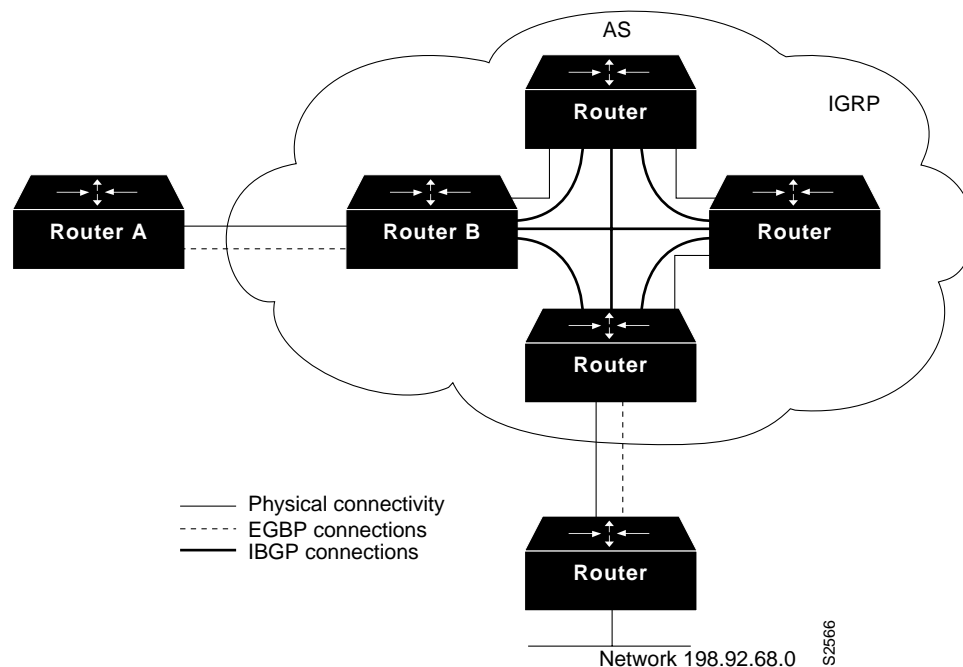 AS
Router
IGRP
Router A
Router B
Router
Router
Physical connectivity
EGBP connections
IBGP connections
Router
Network 198.92.68.0
S2566